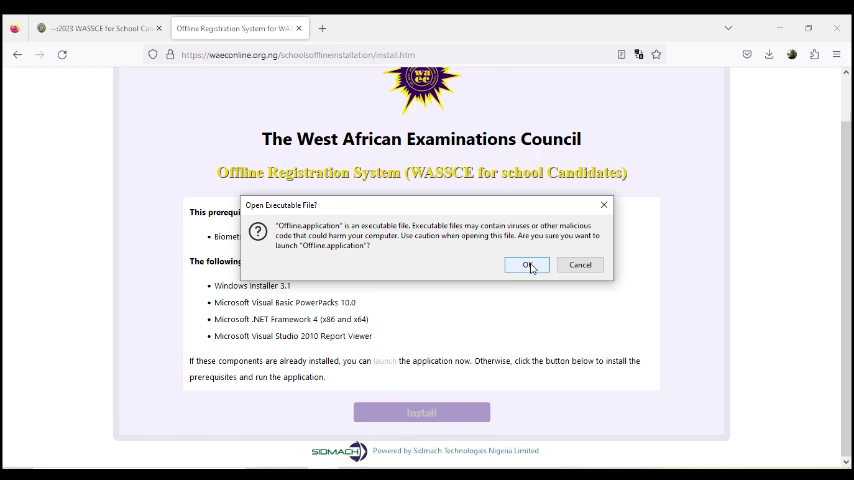 --:2023 WASSCE for School Can
Offline Registration System for WA
https://waeconline.org.ng/schoolsofflineinstallation/install.htm
The West African Examinations Council
Offline Registration System (WASSCE for school Candidates)
This prerequi
Open Executable File?
"Offline.application" is an executable file. Executable files may contain viruses or other malicious
code that could harm your computer. Use caution when opening this file. Are you sure you want to
launch "Offline.application"?
OK
Cancel
Biomet
The following
Windows Installer 3.1
Microsoft Visual Basic PowerPacks 10.0
Microsoft .NET Framework 4 (x86 and x64)
Microsoft Visual Studio 2010 Report Viewer
If these components are already installed, you can launch the application now. Otherwise, click the button below to install the
prerequisites and run the application.
Install
SIDMACH
Powered by Sidmach Technologies Nigeria Limited